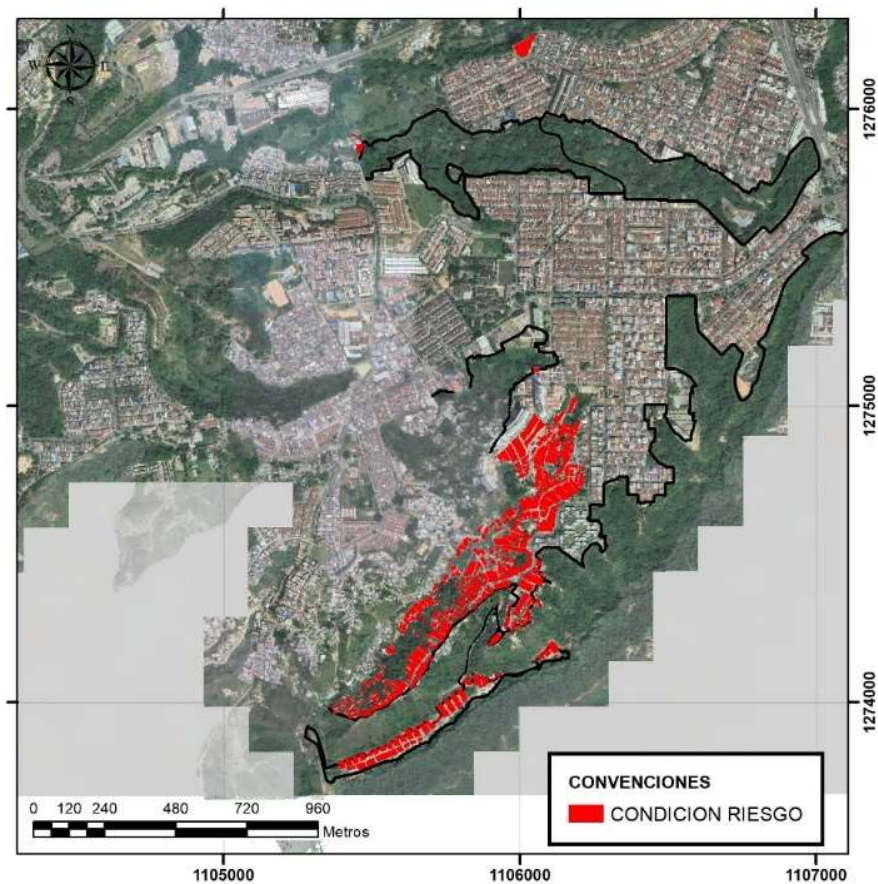 N
W E
S
1276000
1275000
1274000
CONVENCIONES
CONDICION RIESGO
0 120 240 480 720 960
Metros
1105000 1106000 1107000